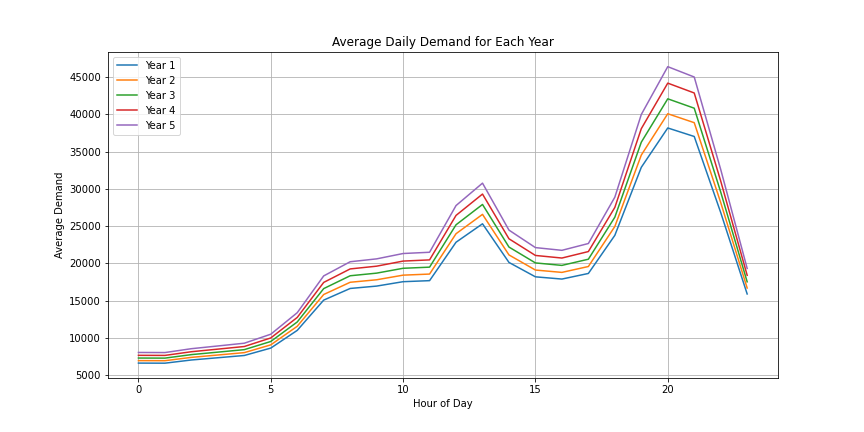 Average Daily Demand for Each Year
Year 1
Year 2
Year 3
Year 4
Year 5
45000
40000
35000
30000
25000
20000
15000
10000
5000
Average Demand
0 5 10 15 20
Hour of Day